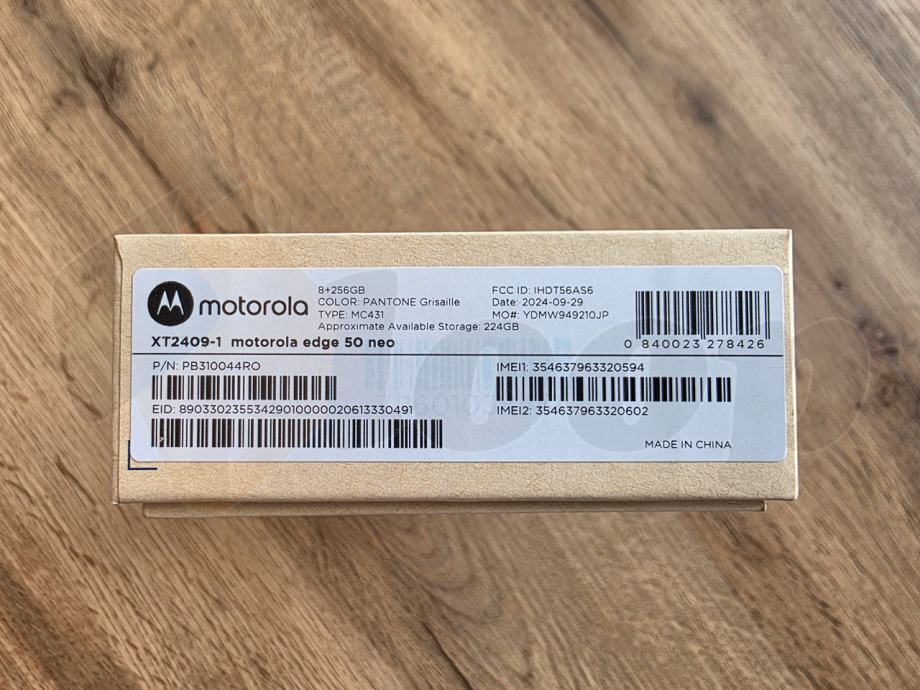 motorola
8+256GB
COLOR: PANTONE Grisaille
TYPE: MC431
Approximate Available Storage: 224GB
FCC ID: IHDT56AS6
Date: 2024-09-29
MO#: YDMW949210JP
0 840023 278426
XT2409-1 motorola edge 50 neo
P/N: PB310044RO
EID: 89033023553429010000020613330491
IMEI1: 354637963320594
IMEI2: 354637963320602
MADE IN CHINA